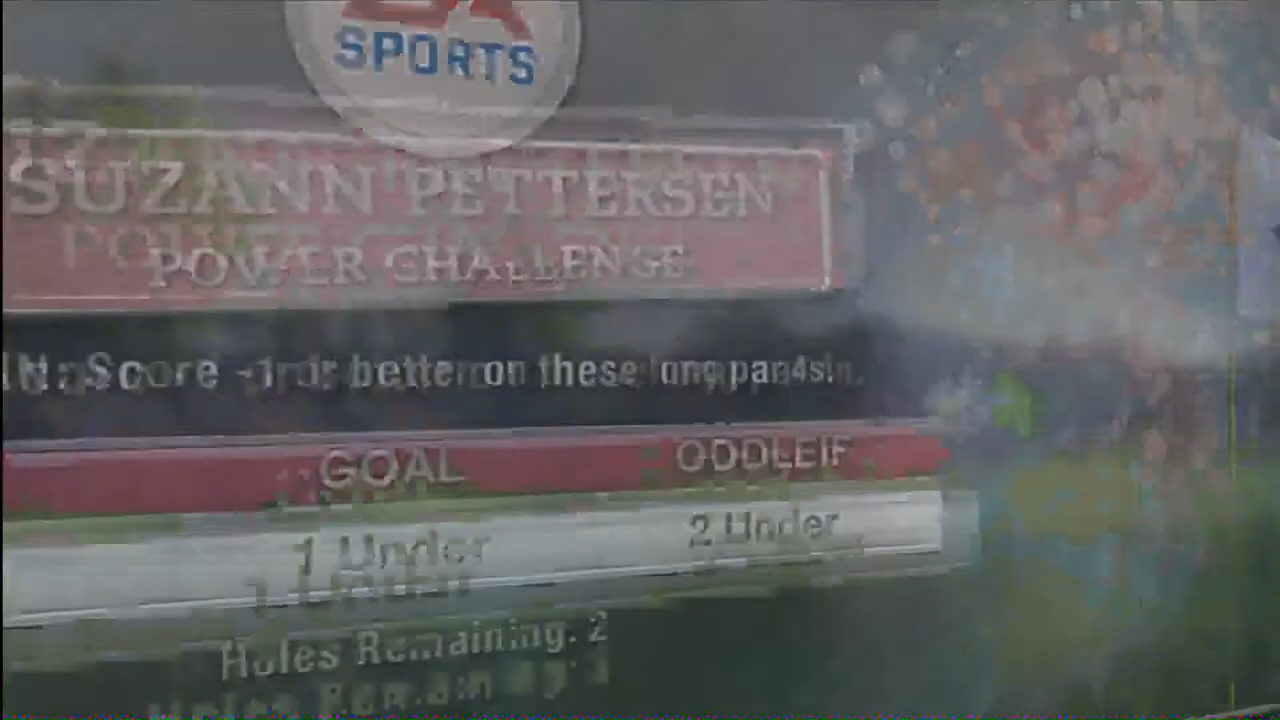 SPORTS
SUZANN PETTERSEN
POWER CHALLENGE
Score -1 or better on these long par 4s!
GOAL ODDLEIF
1 Under 2 Under
Holes Remaining: 2